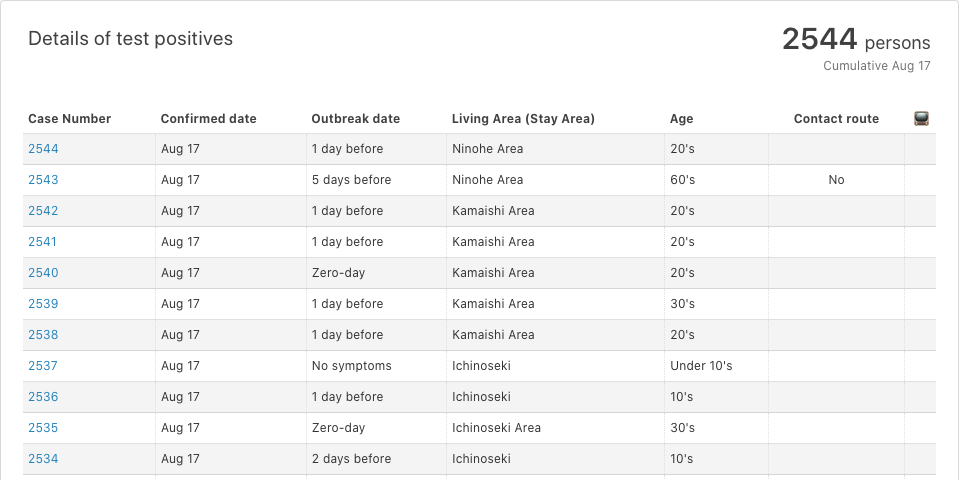 Details of test positives
2544 persons
Cumulative Aug 17
Case Number Confirmed date Outbreak date Living Area (Stay Area) Age Contact route
2544 Aug 17 1 day before Ninohe Area 20's
2543 Aug 17 5 days before Ninohe Area 60's No
2542 Aug 17 1 day before Kamaishi Area 20's
2541 Aug 17 1 day before Kamaishi Area 20's
2540 Aug 17 Zero-day Kamaishi Area 20's
2539 Aug 17 1 day before Kamaishi Area 30's
2538 Aug 17 1 day before Kamaishi Area 20's
2537 Aug 17 No symptoms Ichinoseki Under 10's
2536 Aug 17 1 day before Ichinoseki 10's
2535 Aug 17 Zero-day Ichinoseki Area 30's
2534 Aug 17 2 days before Ichinoseki 10's